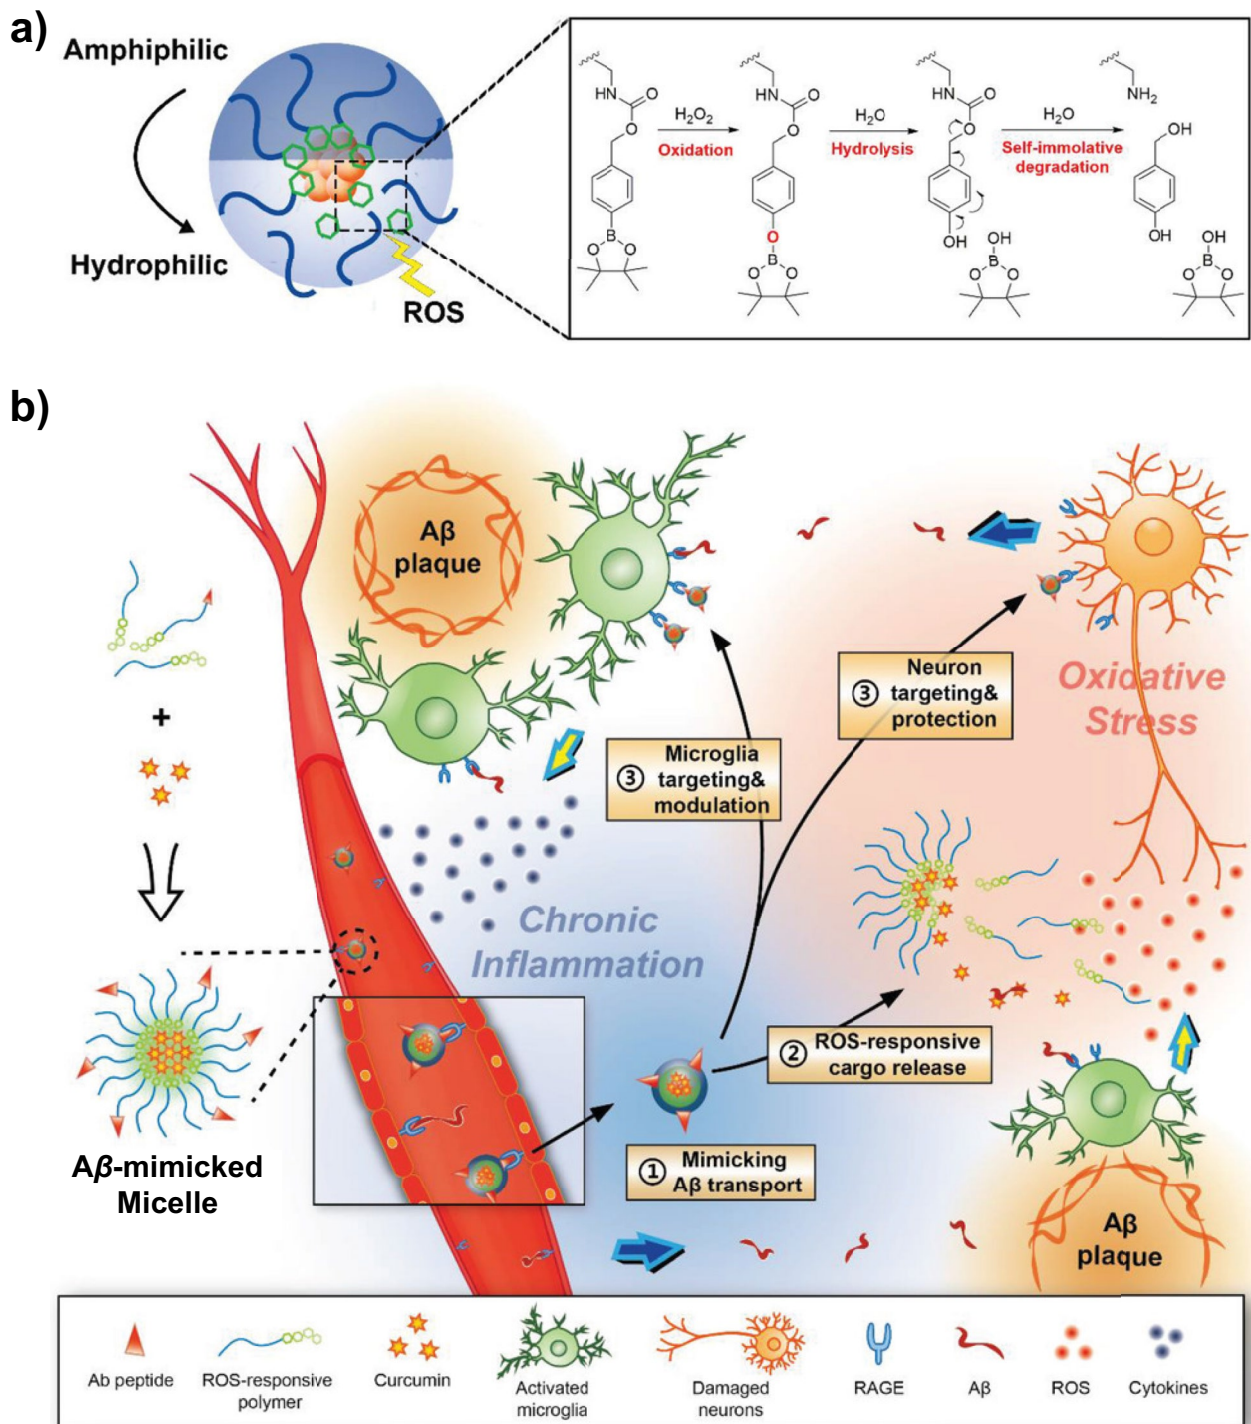 a)
Amphiphilic
Hydrophilic
ROS
HN
O
O
B
O
O
H₂O₂
Oxidation
HN
O
O
O
B
O
O
H₂O
Hydrolysis
HN
O
O
OH
OH
B
O
O
H₂O
Self-immolative
degradation
NH₂
OH
OH
OH
B
O
O
b)
Aβ
plaque
+
Oxidative
Stress
③ Neuron
targeting&
protection
③ Microglia
targeting&
modulation
Chronic
Inflammation
② ROS-responsive
cargo release
① Mimicking
Aβ transport
Aβ-mimicked
Micelle
Aβ
plaque
Ab peptide
ROS-responsive
polymer
Curcumin
Activated
microglia
Damaged
neurons
RAGE
Aβ
ROS
Cytokines